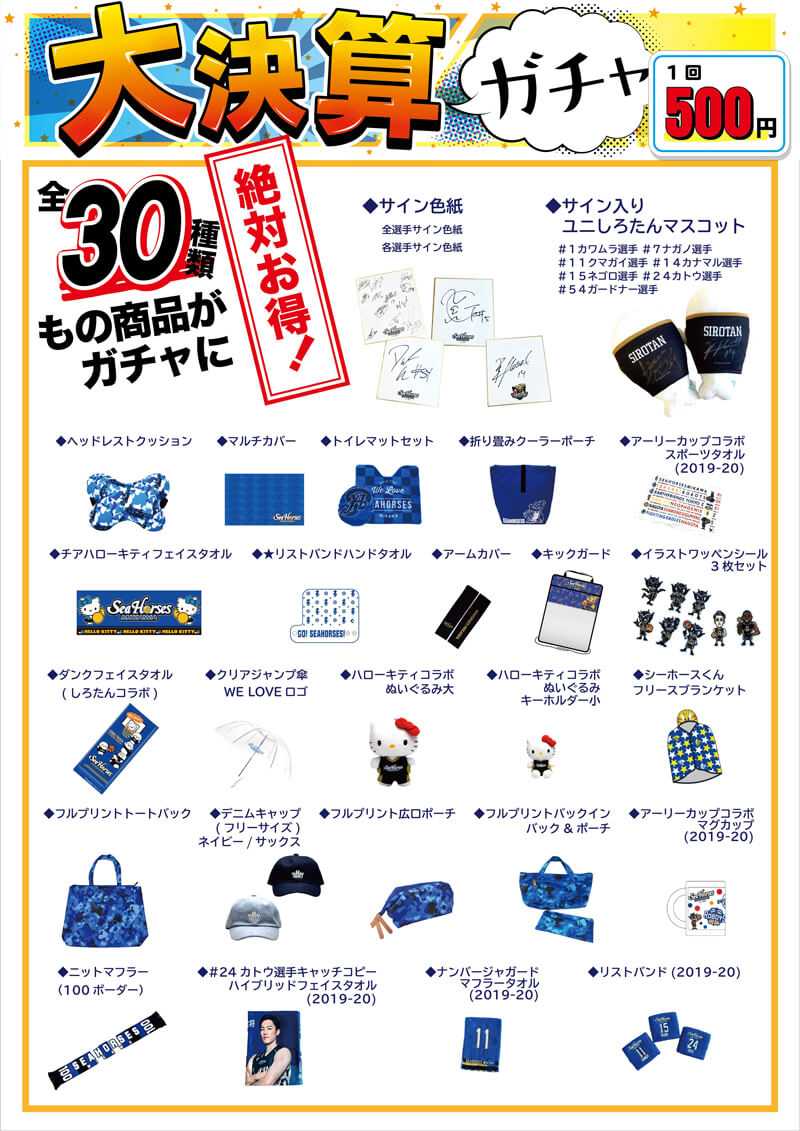 大決算
ガチャ
1回
500円
全30種類
もの商品が
ガチャに
絶対お得！
◆サイン色紙
全選手サイン色紙
各選手サイン色紙
◆サイン入り
ユニしろたんマスコット
#1カワムラ選手 #7ナガノ選手
#11クマガイ選手 #14カナマル選手
#15ネゴロ選手 #24カトウ選手
#54ガードナー選手
SIROTAN
SIROTAN
◆ヘッドレストクッション
◆マルチカバー
◆トイレマットセット
◆折り畳みクーラーポーチ
◆アーリーカップコラボ
スポーツタオル
(2019-20)
SeaHorses
We Love
SEAHORSES
◆チアハローキティフェイスタオル
◆★リストバンドハンドタオル
◆アームカバー
◆キックガード
◆イラストワッペンシール
3枚セット
SeaHorses
HELLO KITTY
HELLO KITTY
HELLO KITTY
GO! SEAHORSES!
◆ダンクフェイスタオル
(しろたんコラボ)
◆クリアジャンプ傘
WE LOVEロゴ
◆ハローキティコラボ
ぬいぐるみ大
◆ハローキティコラボ
ぬいぐるみ
キーホルダー小
◆シーホースくん
フリースブランケット
◆フルプリントトートバック
◆デニムキャップ
(フリーサイズ)
ネイビー/サックス
◆フルプリント広口ポーチ
◆フルプリントバックイン
バック&ポーチ
◆アーリーカップコラボ
マグカップ
(2019-20)
◆ニットマフラー
(100ボーダー)
◆#24カトウ選手キャッチコピー
ハイブリッドフェイスタオル
(2019-20)
◆ナンバージャガード
マフラータオル
(2019-20)
◆リストバンド(2019-20)
SEAHORSES
11
11
15
24